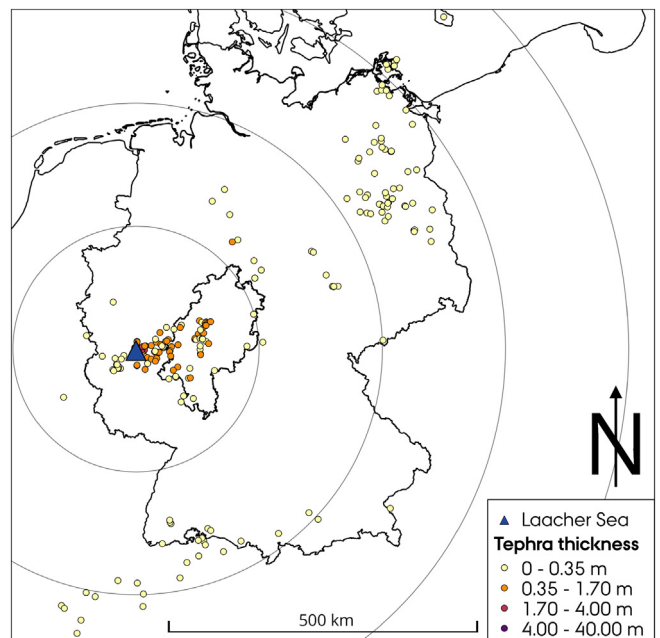 N
Laacher Sea
Tephra thickness
0 - 0.35 m
0.35 - 1.70 m
1.70 - 4.00 m
4.00 - 40.00 m
500 km